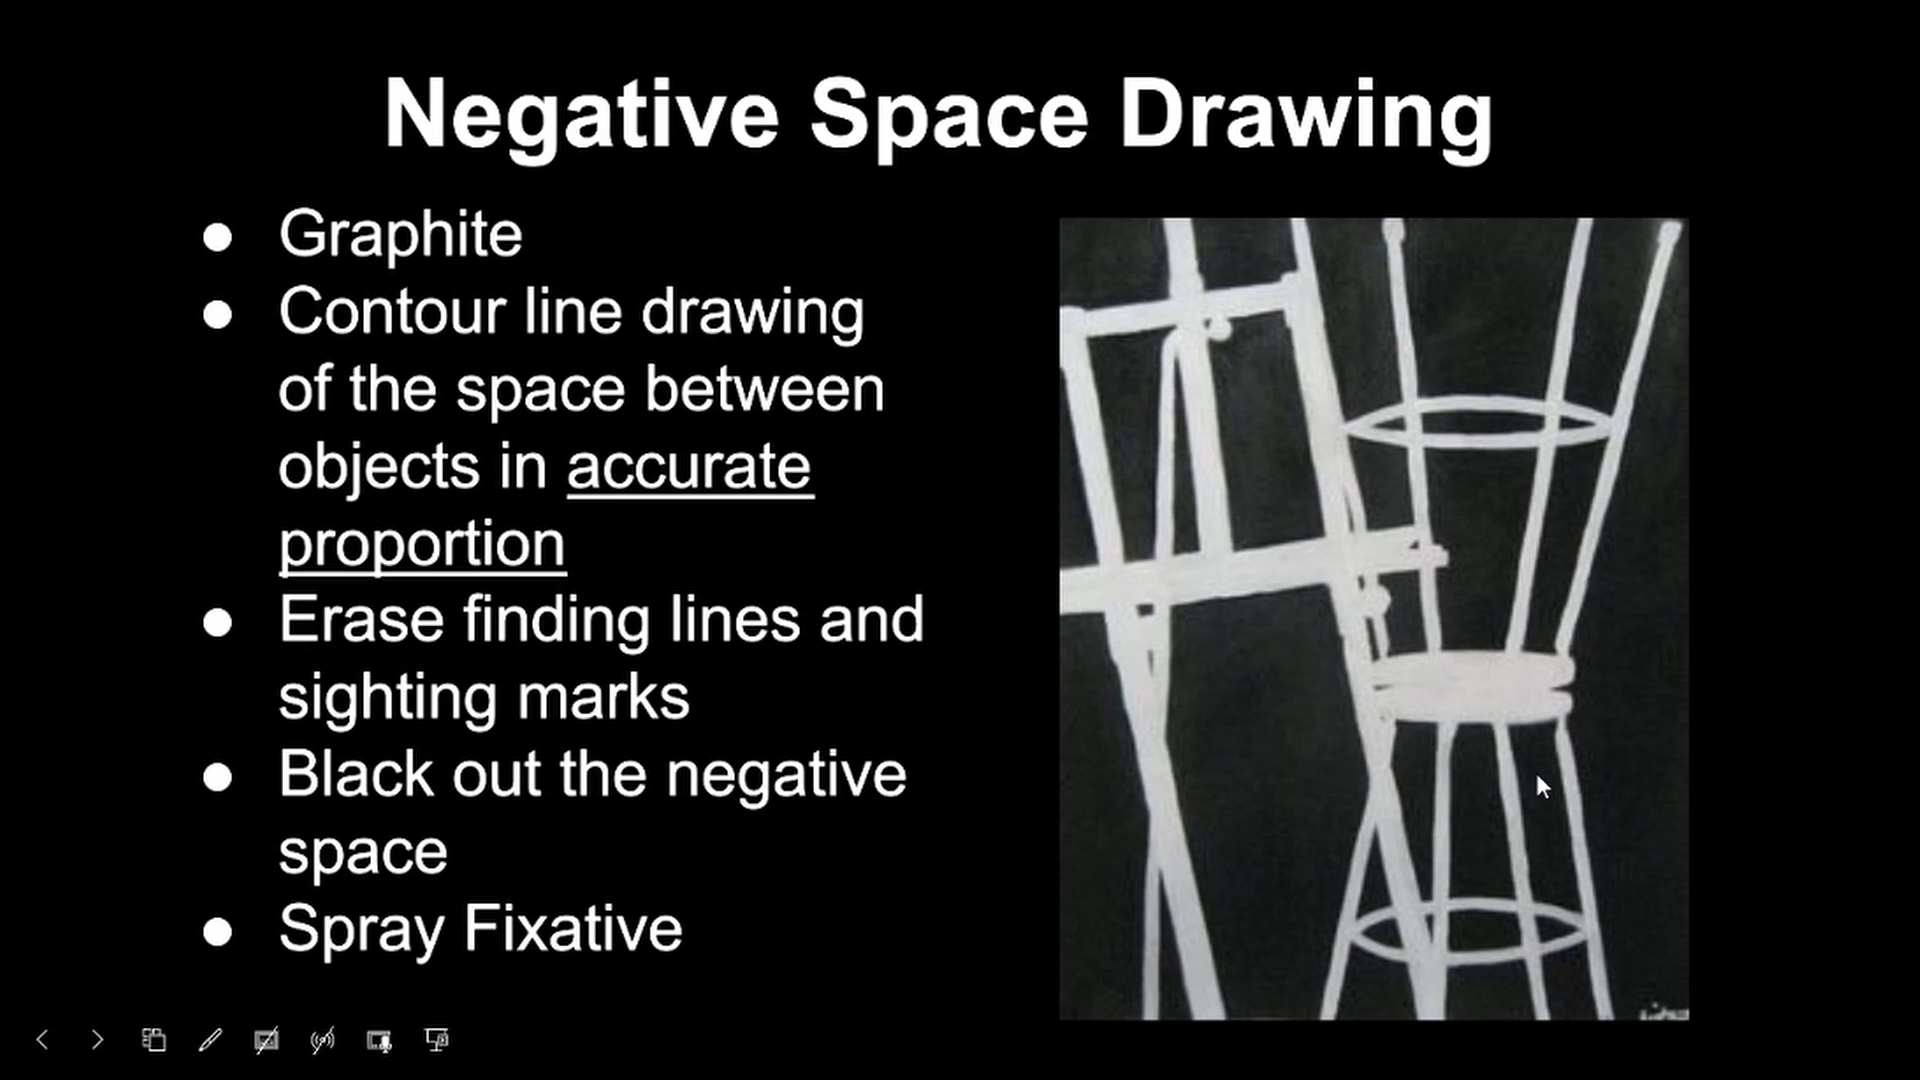 Negative Space Drawing
● Graphite
● Contour line drawing
of the space between
objects in accurate
proportion
● Erase finding lines and
sighting marks
● Black out the negative
space
● Spray Fixative